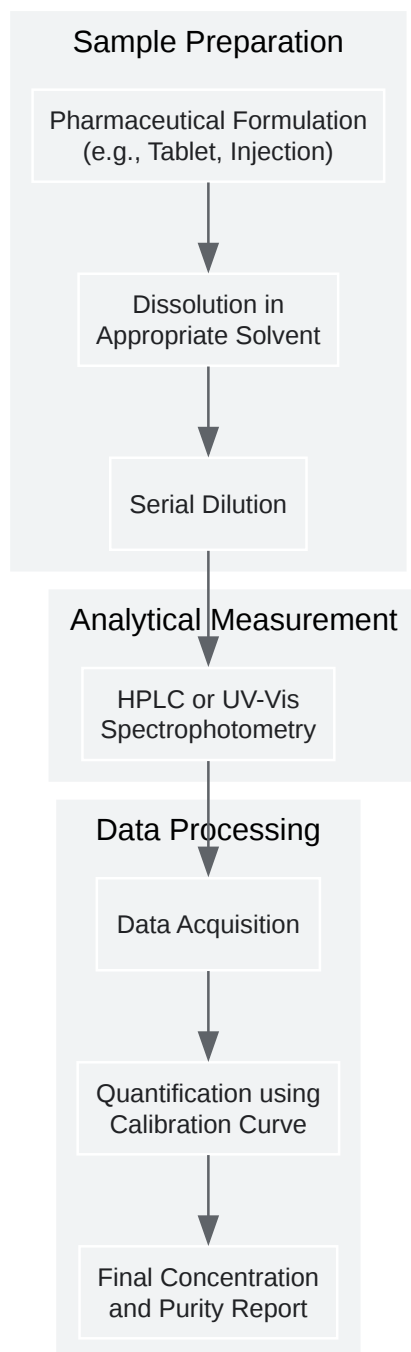 Sample Preparation
Pharmaceutical Formulation
(e.g., Tablet, Injection)
Dissolution in
Appropriate Solvent
Serial Dilution
Analytical Measurement
HPLC or UV-Vis
Spectrophotometry
Data Processing
Data Acquisition
Quantification using
Calibration Curve
Final Concentration
and Purity Report